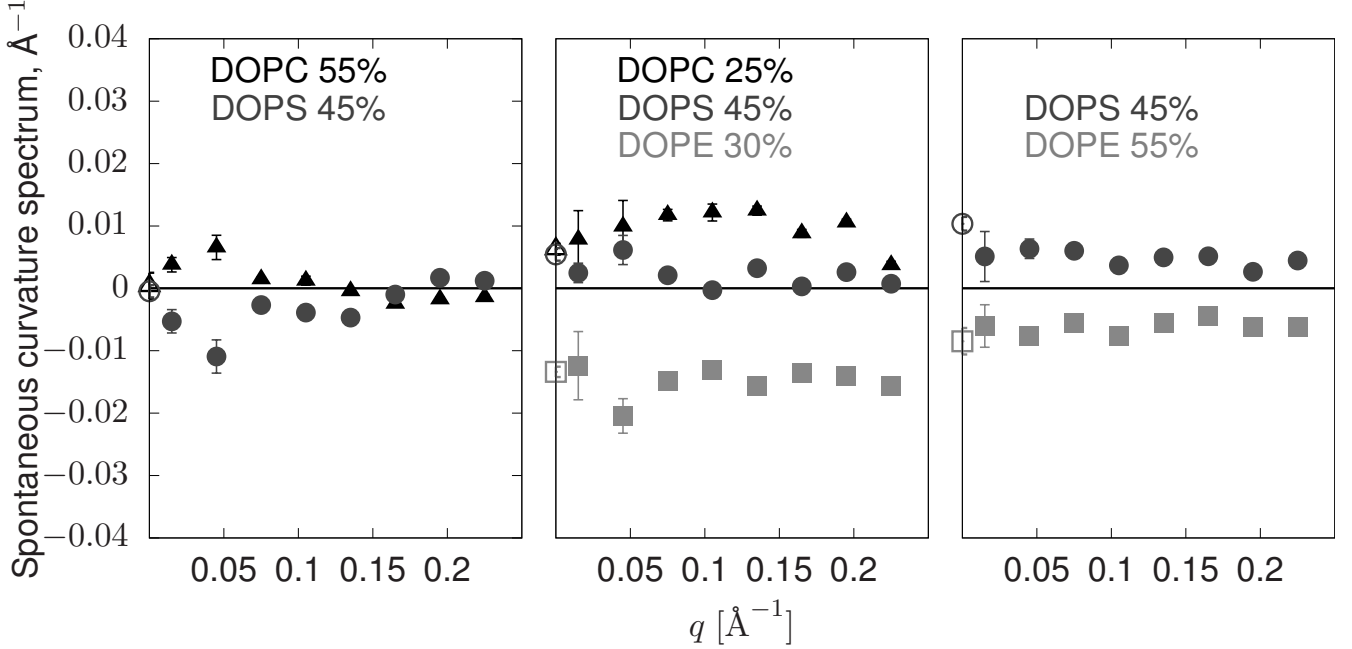 Spontaneous curvature spectrum, Å⁻¹
0.04
0.03
0.02
0.01
0
−0.01
−0.02
−0.03
−0.04
DOPC 55%
DOPS 45%
0.05 0.1 0.15 0.2
DOPC 25%
DOPS 45%
DOPE 30%
0.05 0.1 0.15 0.2
DOPS 45%
DOPE 55%
0.05 0.1 0.15 0.2
q [Å⁻¹]